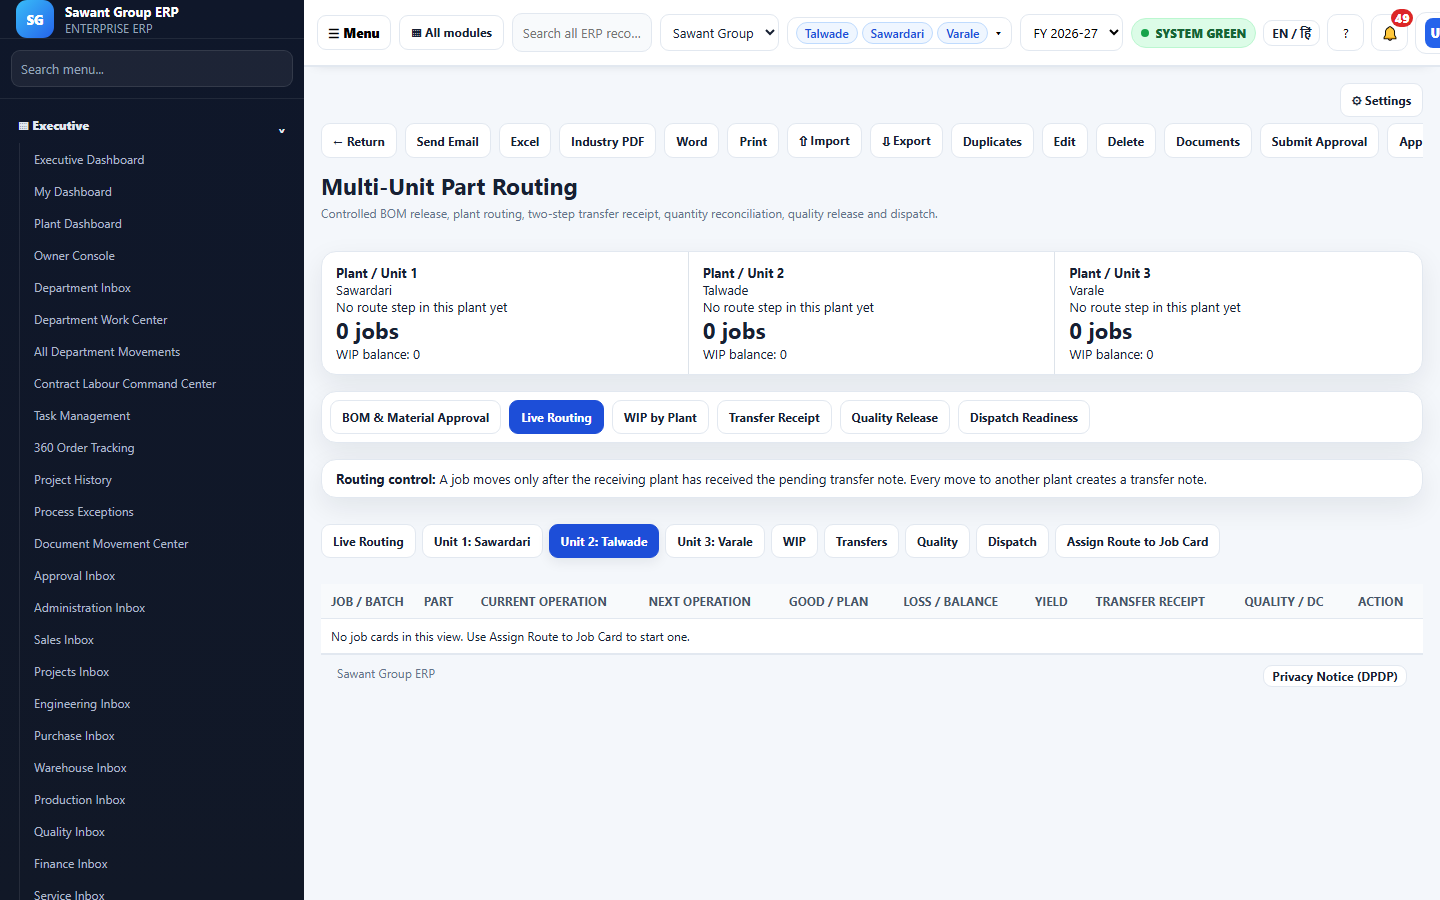 SG
Sawant Group ERP
ENTERPRISE ERP
Search menu...
Executive
Executive Dashboard
My Dashboard
Plant Dashboard
Owner Console
Department Inbox
Department Work Center
All Department Movements
Contract Labour Command Center
Task Management
360 Order Tracking
Project History
Process Exceptions
Document Movement Center
Approval Inbox
Administration Inbox
Sales Inbox
Projects Inbox
Engineering Inbox
Purchase Inbox
Warehouse Inbox
Production Inbox
Quality Inbox
Finance Inbox
Service Inbox
☰ Menu
All modules
Search all ERP reco...
Sawant Group
Talwade Sawardari Varale
FY 2026-27
SYSTEM GREEN
EN / हिं
?
49
U
⚙ Settings
← Return Send Email Excel Industry PDF Word Print ⇧ Import ⇩ Export Duplicates Edit Delete Documents Submit Approval App
Multi-Unit Part Routing
Controlled BOM release, plant routing, two-step transfer receipt, quantity reconciliation, quality release and dispatch.
Plant / Unit 1
Sawardari
No route step in this plant yet
0 jobs
WIP balance: 0
Plant / Unit 2
Talwade
No route step in this plant yet
0 jobs
WIP balance: 0
Plant / Unit 3
Varale
No route step in this plant yet
0 jobs
WIP balance: 0
BOM & Material Approval Live Routing WIP by Plant Transfer Receipt Quality Release Dispatch Readiness
Routing control: A job moves only after the receiving plant has received the pending transfer note. Every move to another plant creates a transfer note.
Live Routing Unit 1: Sawardari Unit 2: Talwade Unit 3: Varale WIP Transfers Quality Dispatch Assign Route to Job Card
JOB / BATCH PART CURRENT OPERATION NEXT OPERATION GOOD / PLAN LOSS / BALANCE YIELD TRANSFER RECEIPT QUALITY / DC ACTION
No job cards in this view. Use Assign Route to Job Card to start one.
Sawant Group ERP
Privacy Notice (DPDP)